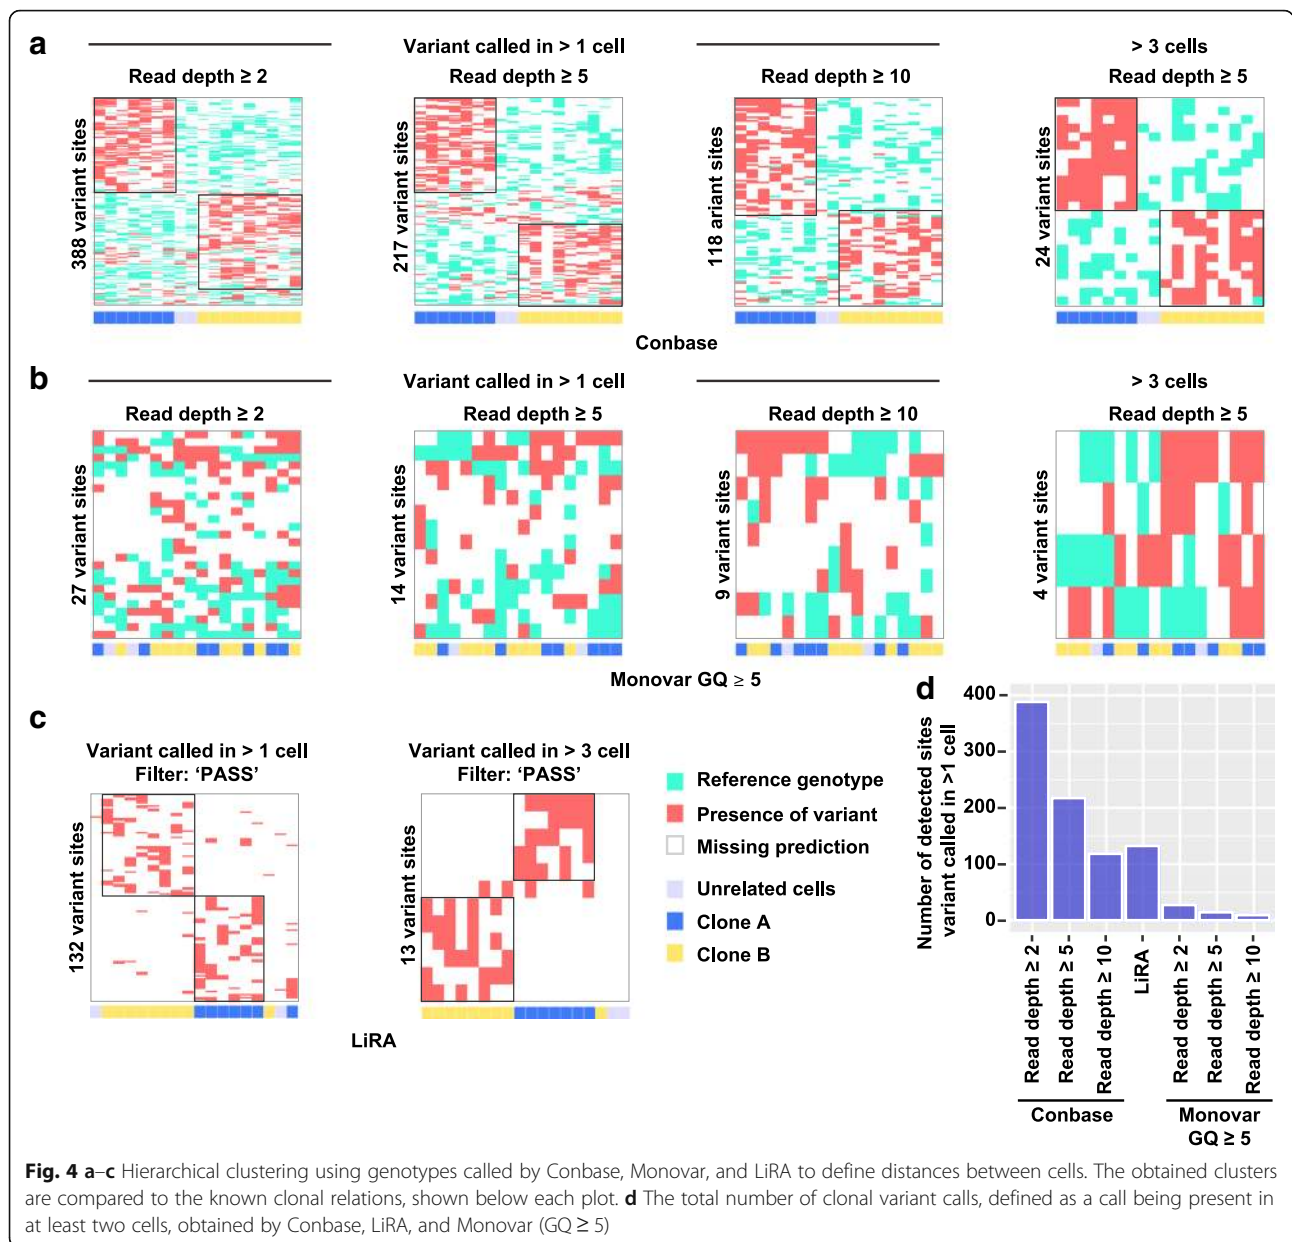 a
Variant called in > 1 cell
> 3 cells
Read depth ≥ 2
Read depth ≥ 5
Read depth ≥ 10
Read depth ≥ 5
388 variant sites
217 variant sites
118 ariant sites
24 variant sites
Conbase
b
Variant called in > 1 cell
> 3 cells
Read depth ≥ 2
Read depth ≥ 5
Read depth ≥ 10
Read depth ≥ 5
27 variant sites
14 variant sites
9 variant sites
4 variant sites
Monovar GQ ≥ 5
c
Variant called in > 1 cell
Filter: ‘PASS’
Variant called in > 3 cell
Filter: ‘PASS’
132 variant sites
13 variant sites
LiRA
Reference genotype
Presence of variant
Missing prediction
Unrelated cells
Clone A
Clone B
d
Number of detected sites
variant called in >1 cell
400
300
200
100
0
Read depth ≥ 2
Read depth ≥ 5
Read depth ≥ 10
LiRA
Read depth ≥ 2
Read depth ≥ 5
Read depth ≥ 10
Conbase
Monovar
GQ ≥ 5
Fig. 4 a–c Hierarchical clustering using genotypes called by Conbase, Monovar, and LiRA to define distances between cells. The obtained clusters
are compared to the known clonal relations, shown below each plot. d The total number of clonal variant calls, defined as a call being present in
at least two cells, obtained by Conbase, LiRA, and Monovar (GQ ≥ 5)